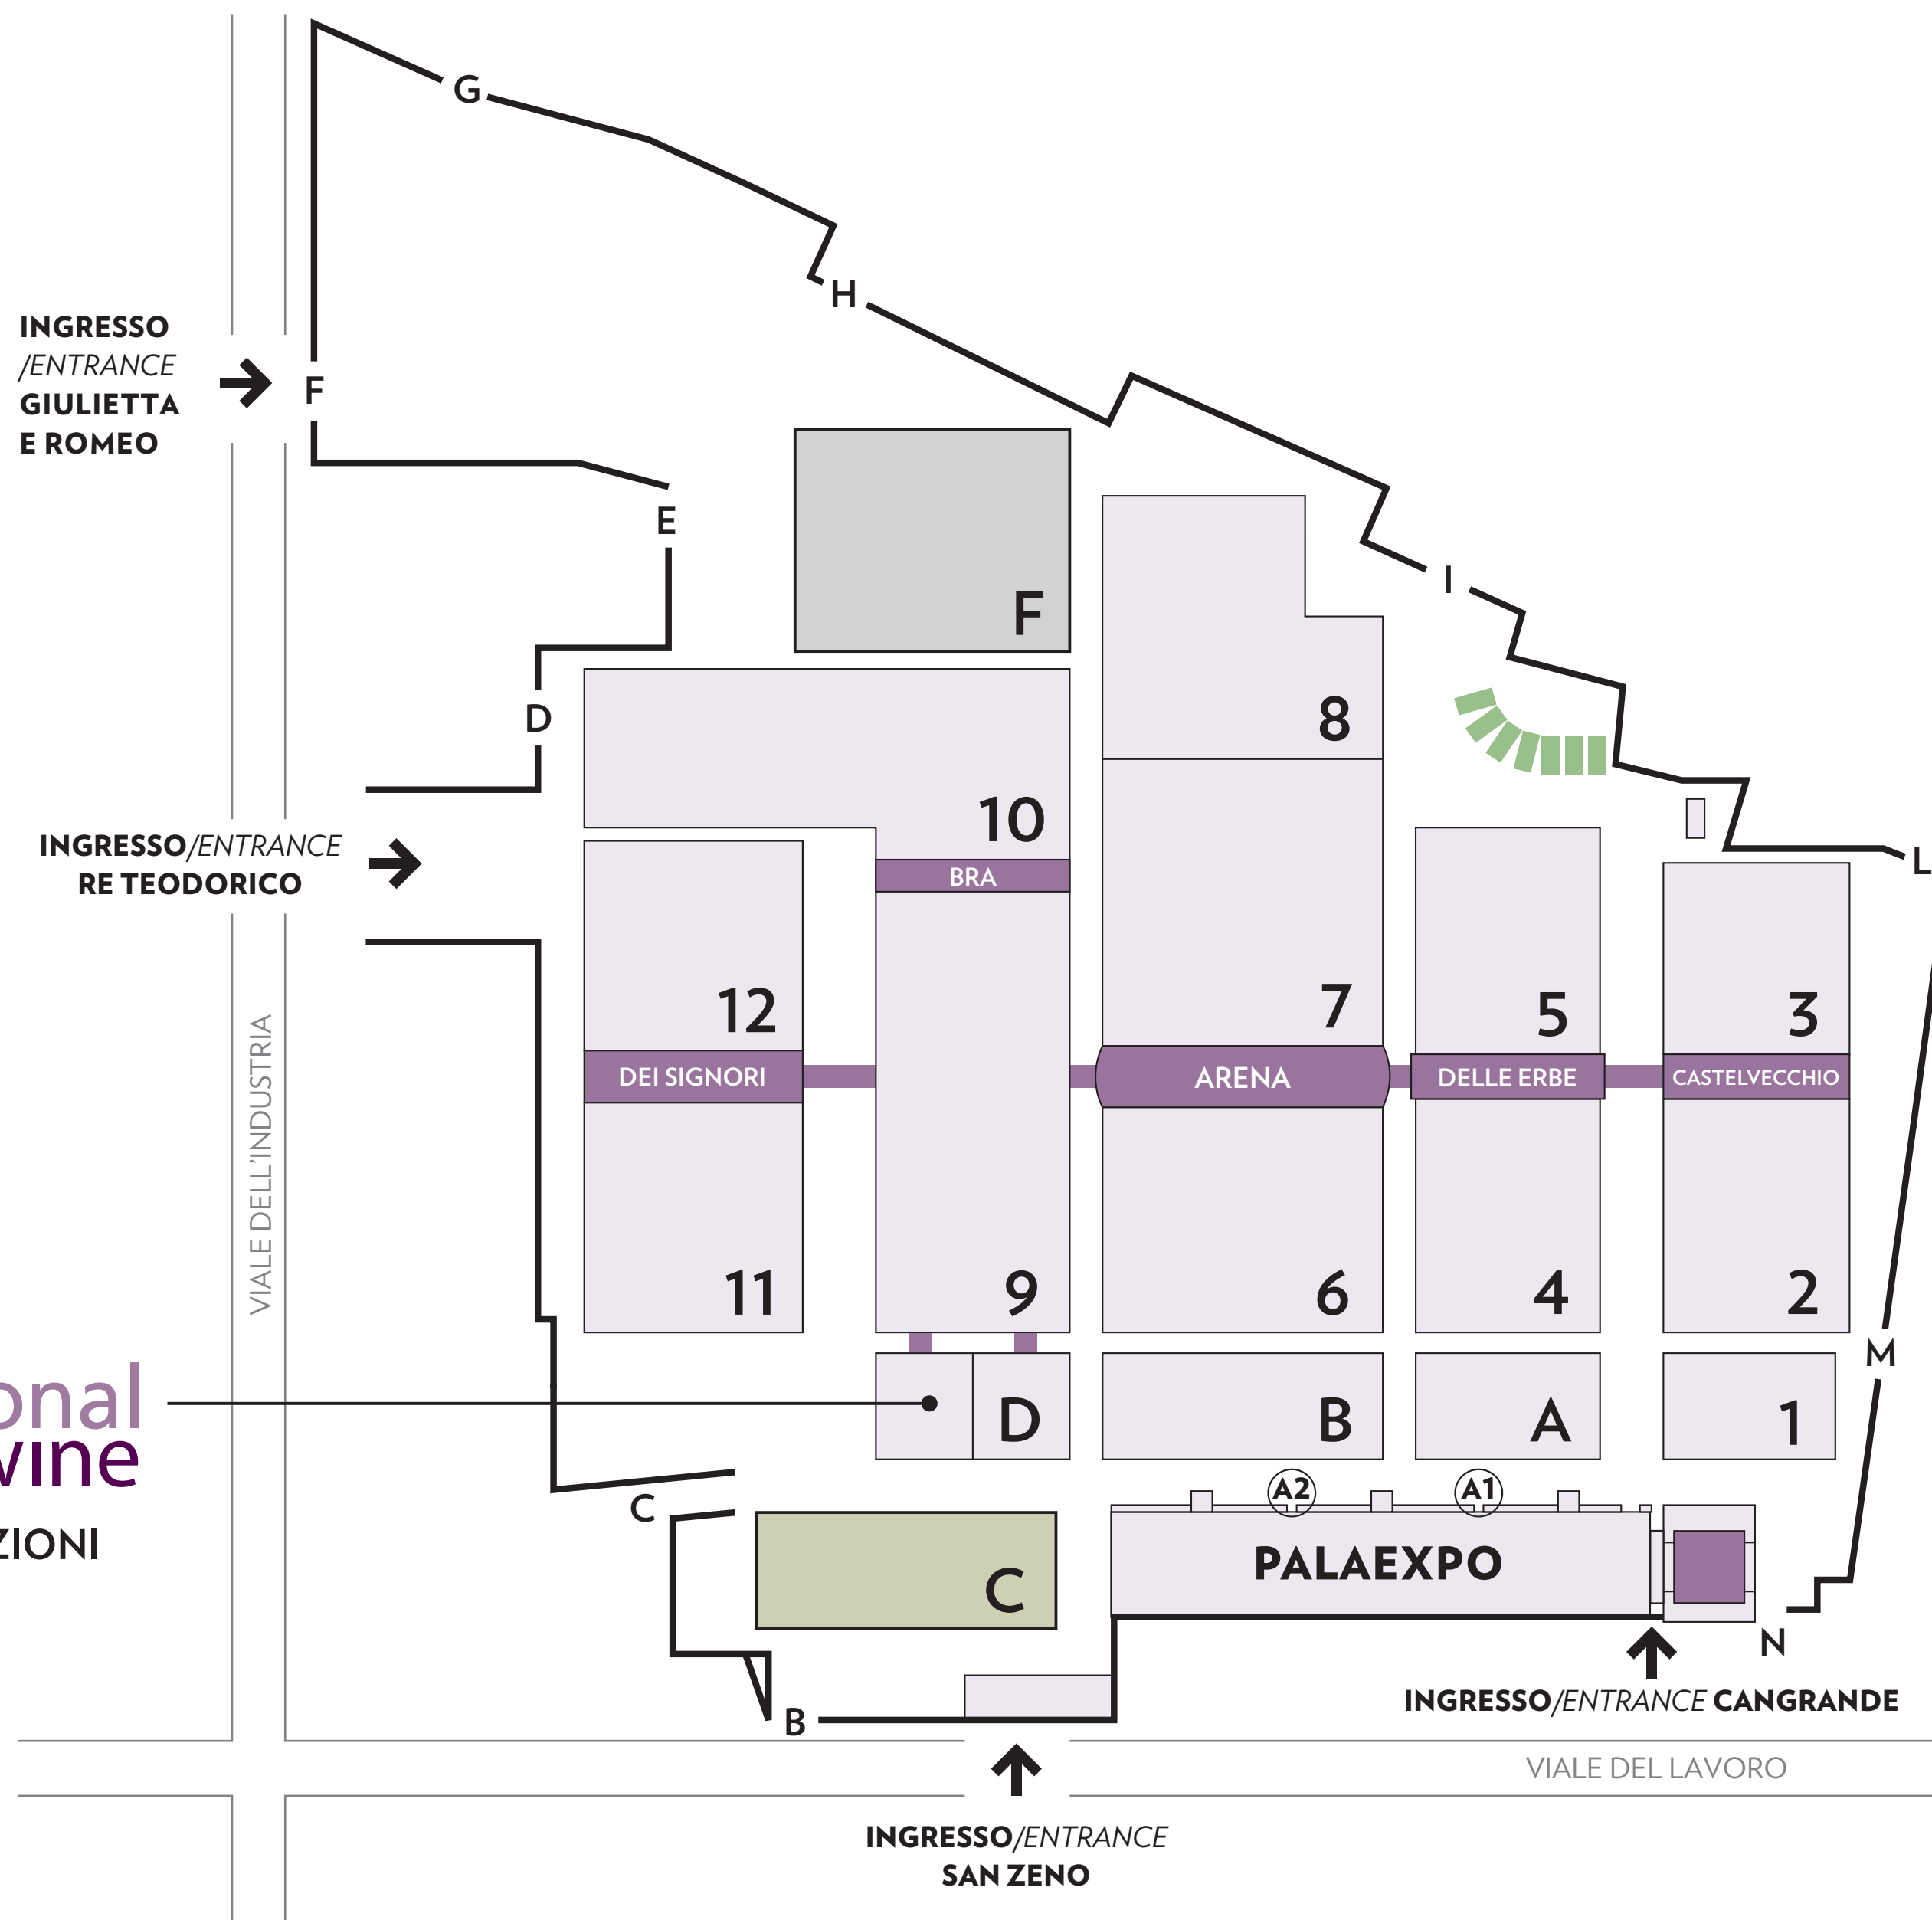 G
H
INGRESSO
/ENTRANCE
GIULIETTA
E ROMEO
F
E
I
F
D
8
10
INGRESSO/ENTRANCE
RE TEODORICO
L
BRA
12
7
5
3
DEI SIGNORI
ARENA
DELLE ERBE
CASTELVECCHIO
VIALE DELL'INDUSTRIA
11
9
6
4
2
M
D
B
A
1
onal
wine
ZIONI
A2
A1
C
C
PALAEXPO
N
INGRESSO/ENTRANCE CANGRANDE
B
VIALE DEL LAVORO
INGRESSO/ENTRANCE
SAN ZENO